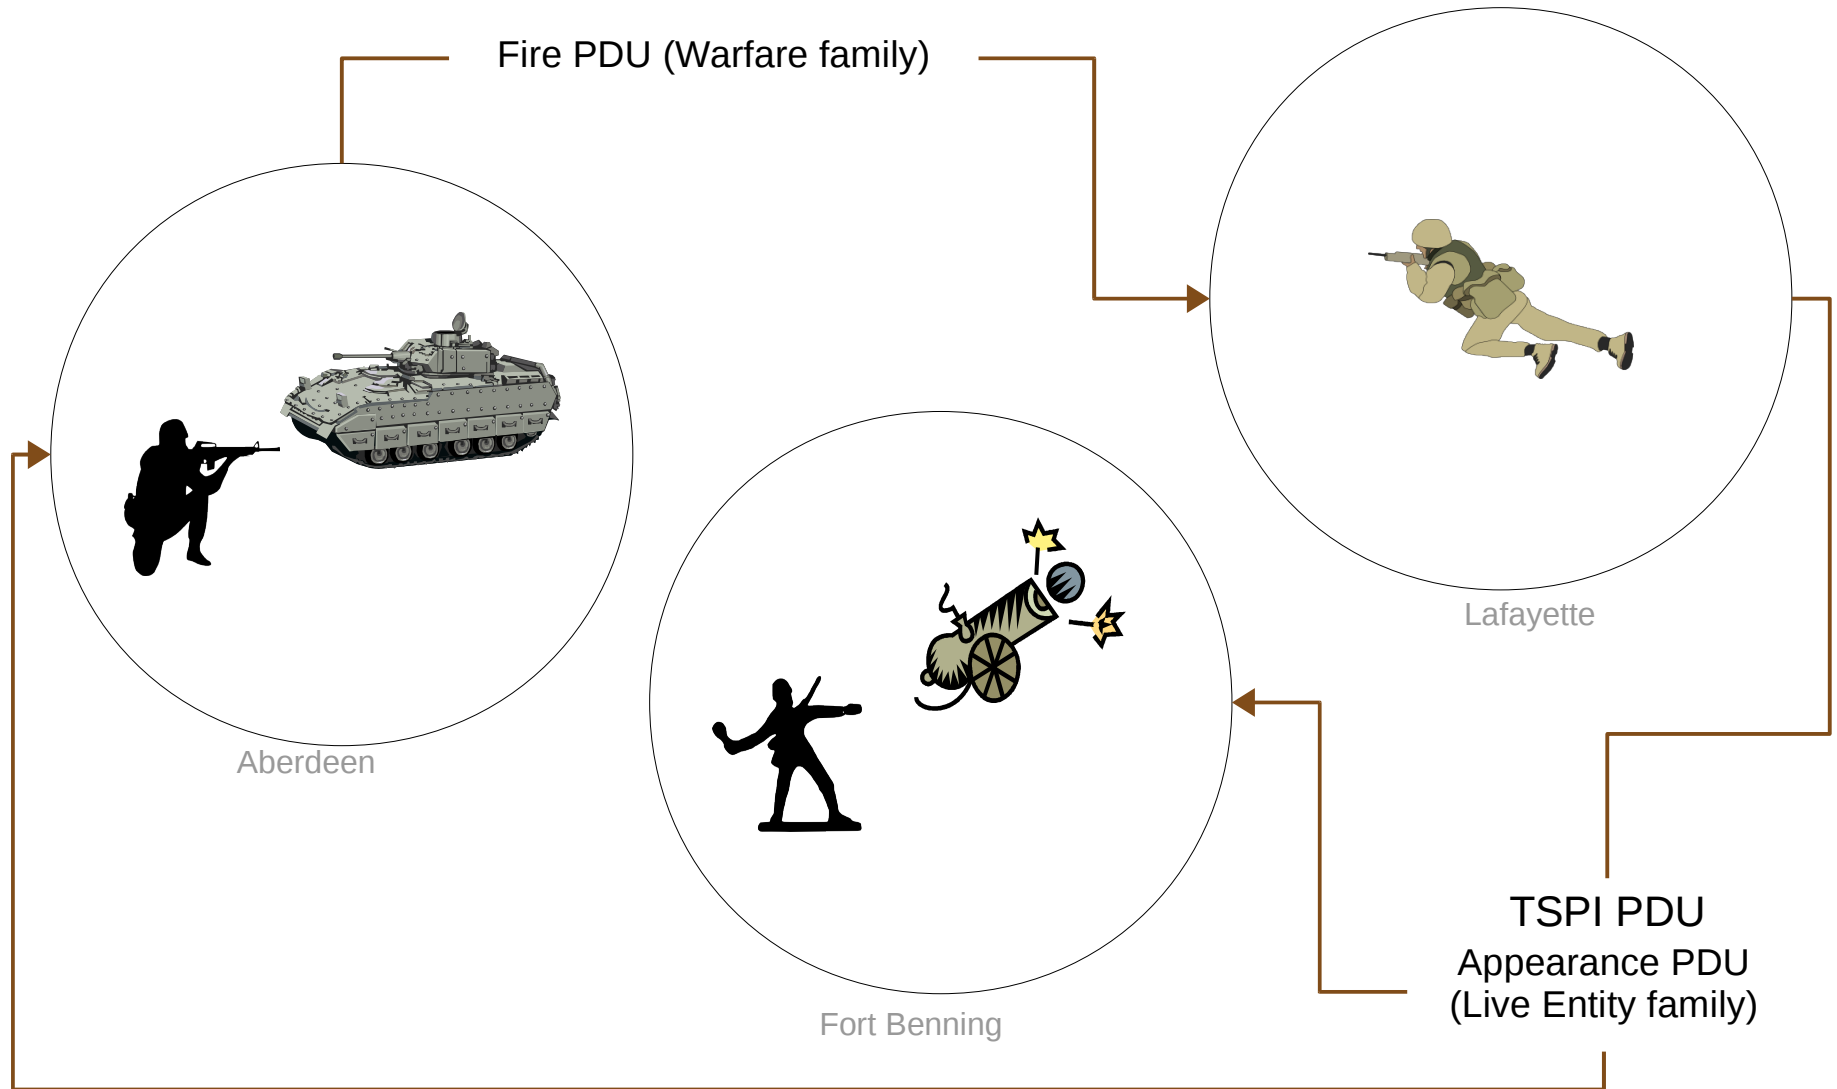 Fire PDU (Warfare family)
Lafayette
Aberdeen
TSPI PDU
Appearance PDU
(Live Entity family)
Fort Benning